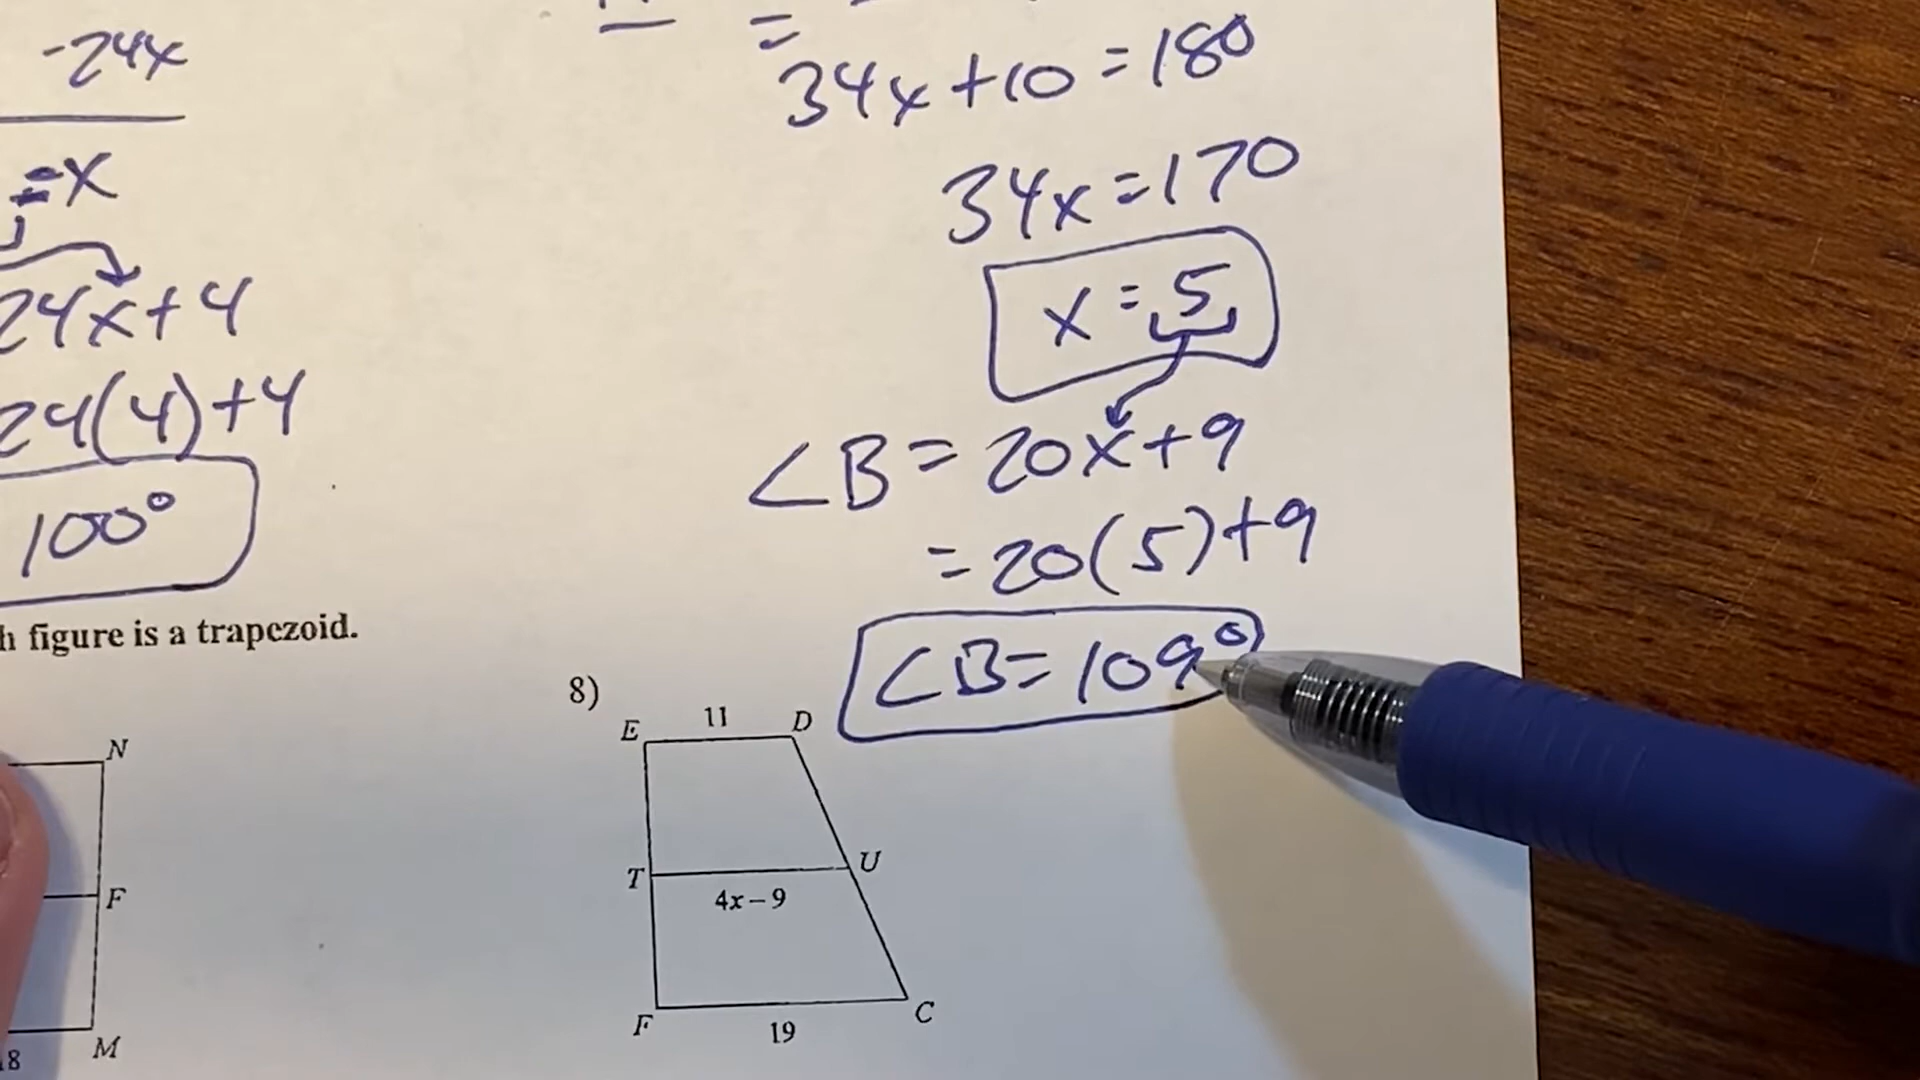 -24x
=x
24x+4
24(4)+4
100°
34x+10=180
34x=170
x=5
∠B=20x+9
=20(5)+9
∠B=109°
figure is a trapezoid.
N
F
M
8
8)
E 11 D
T U
4x-9
F 19 C